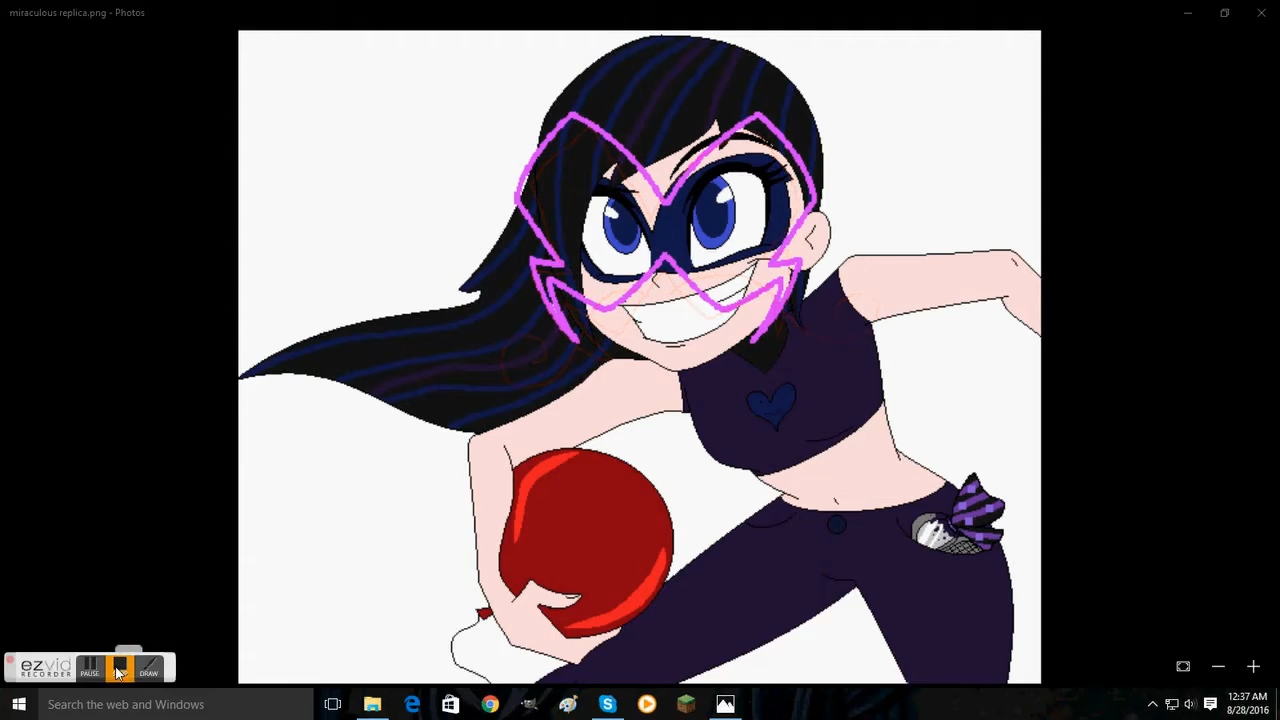 miraculous replica.png - Photos
ezvid
RECORDER
PAUSE
DRAW
Search the web and Windows
12:37 AM
8/28/2016